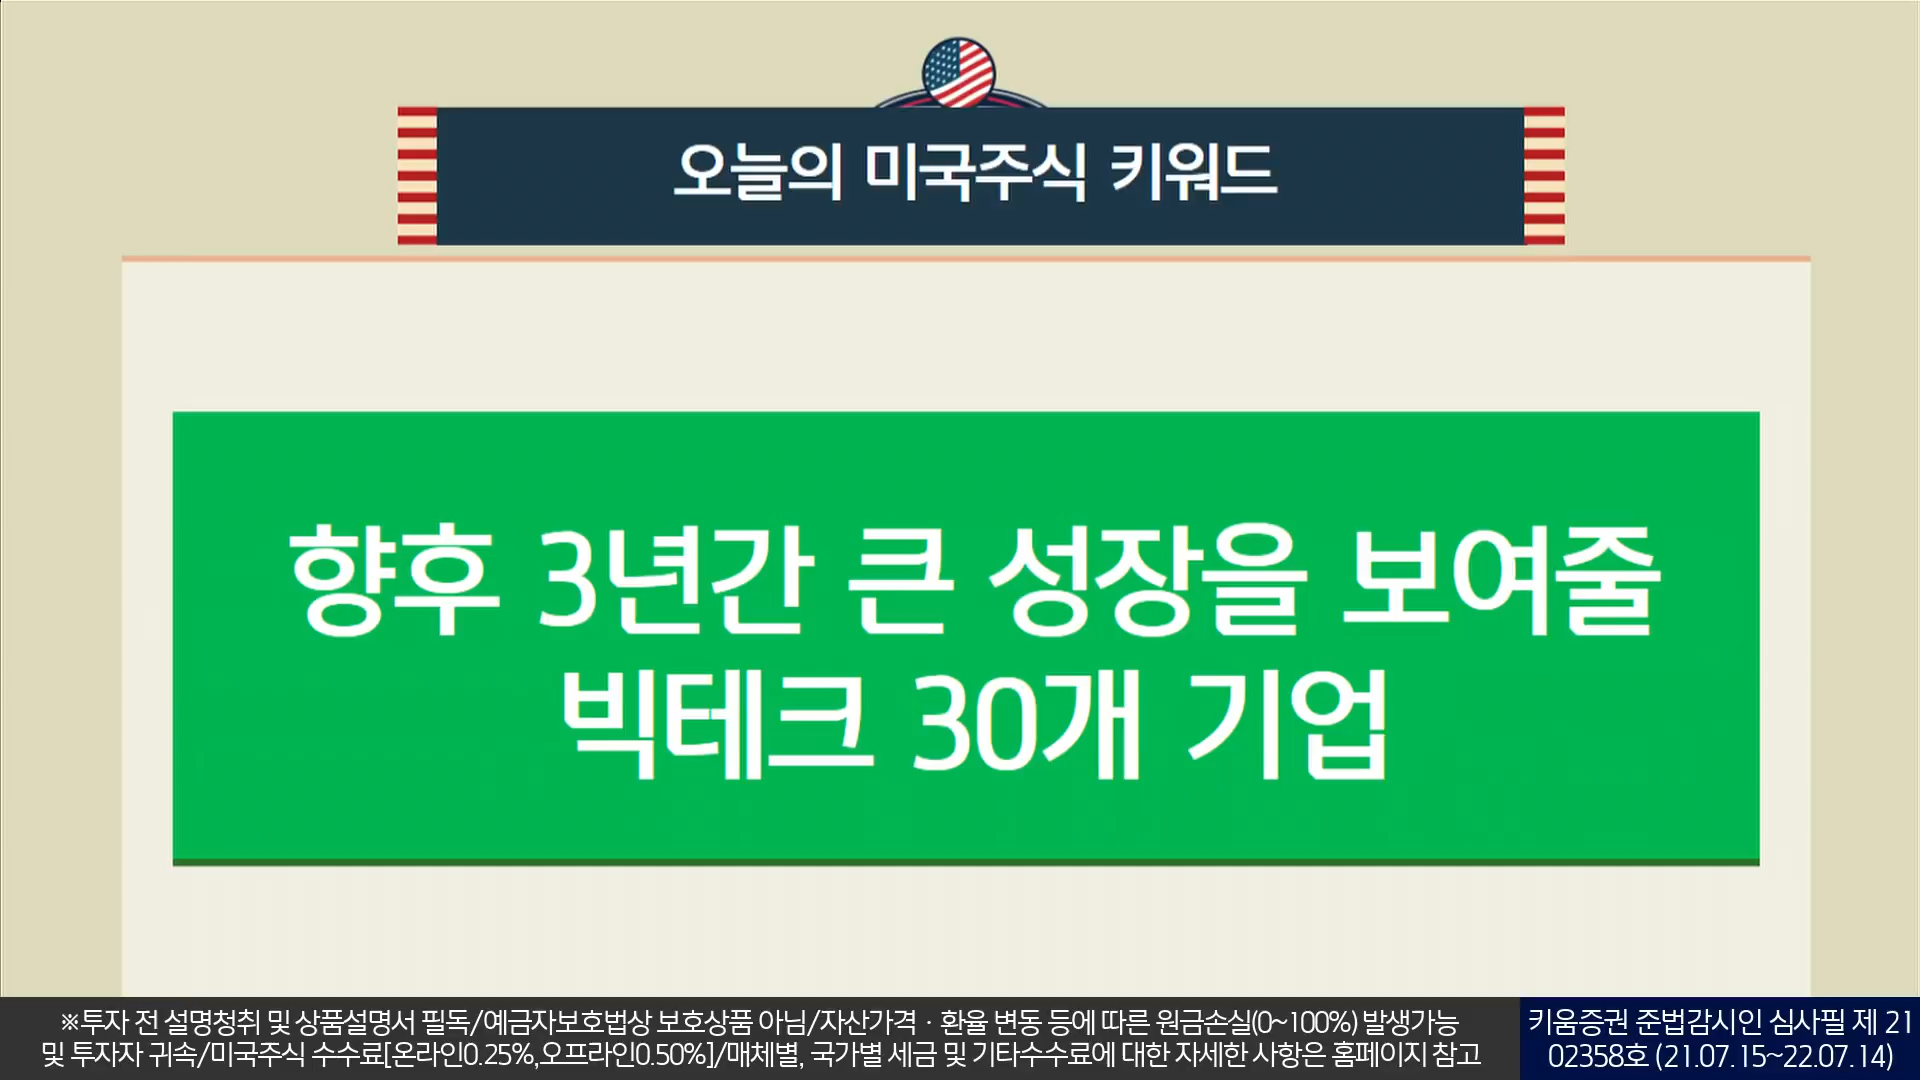 오늘의 미국주식 키워드
향후 3년간 큰 성장을 보여줄
빅테크 30개 기업
※투자 전 설명청취 및 상품설명서 필독/예금자보호법상 보호상품 아님/자산가격 · 환율 변동 등에 따른 원금손실(0~100%) 발생가능
및 투자자 귀속/미국주식 수수료[온라인0.25%,오프라인0.50%]/매체별, 국가별 세금 및 기타수수료에 대한 자세한 사항은 홈페이지 참고
키움증권 준법감시인 심사필 제 21
02358호 (21.07.15~22.07.14)